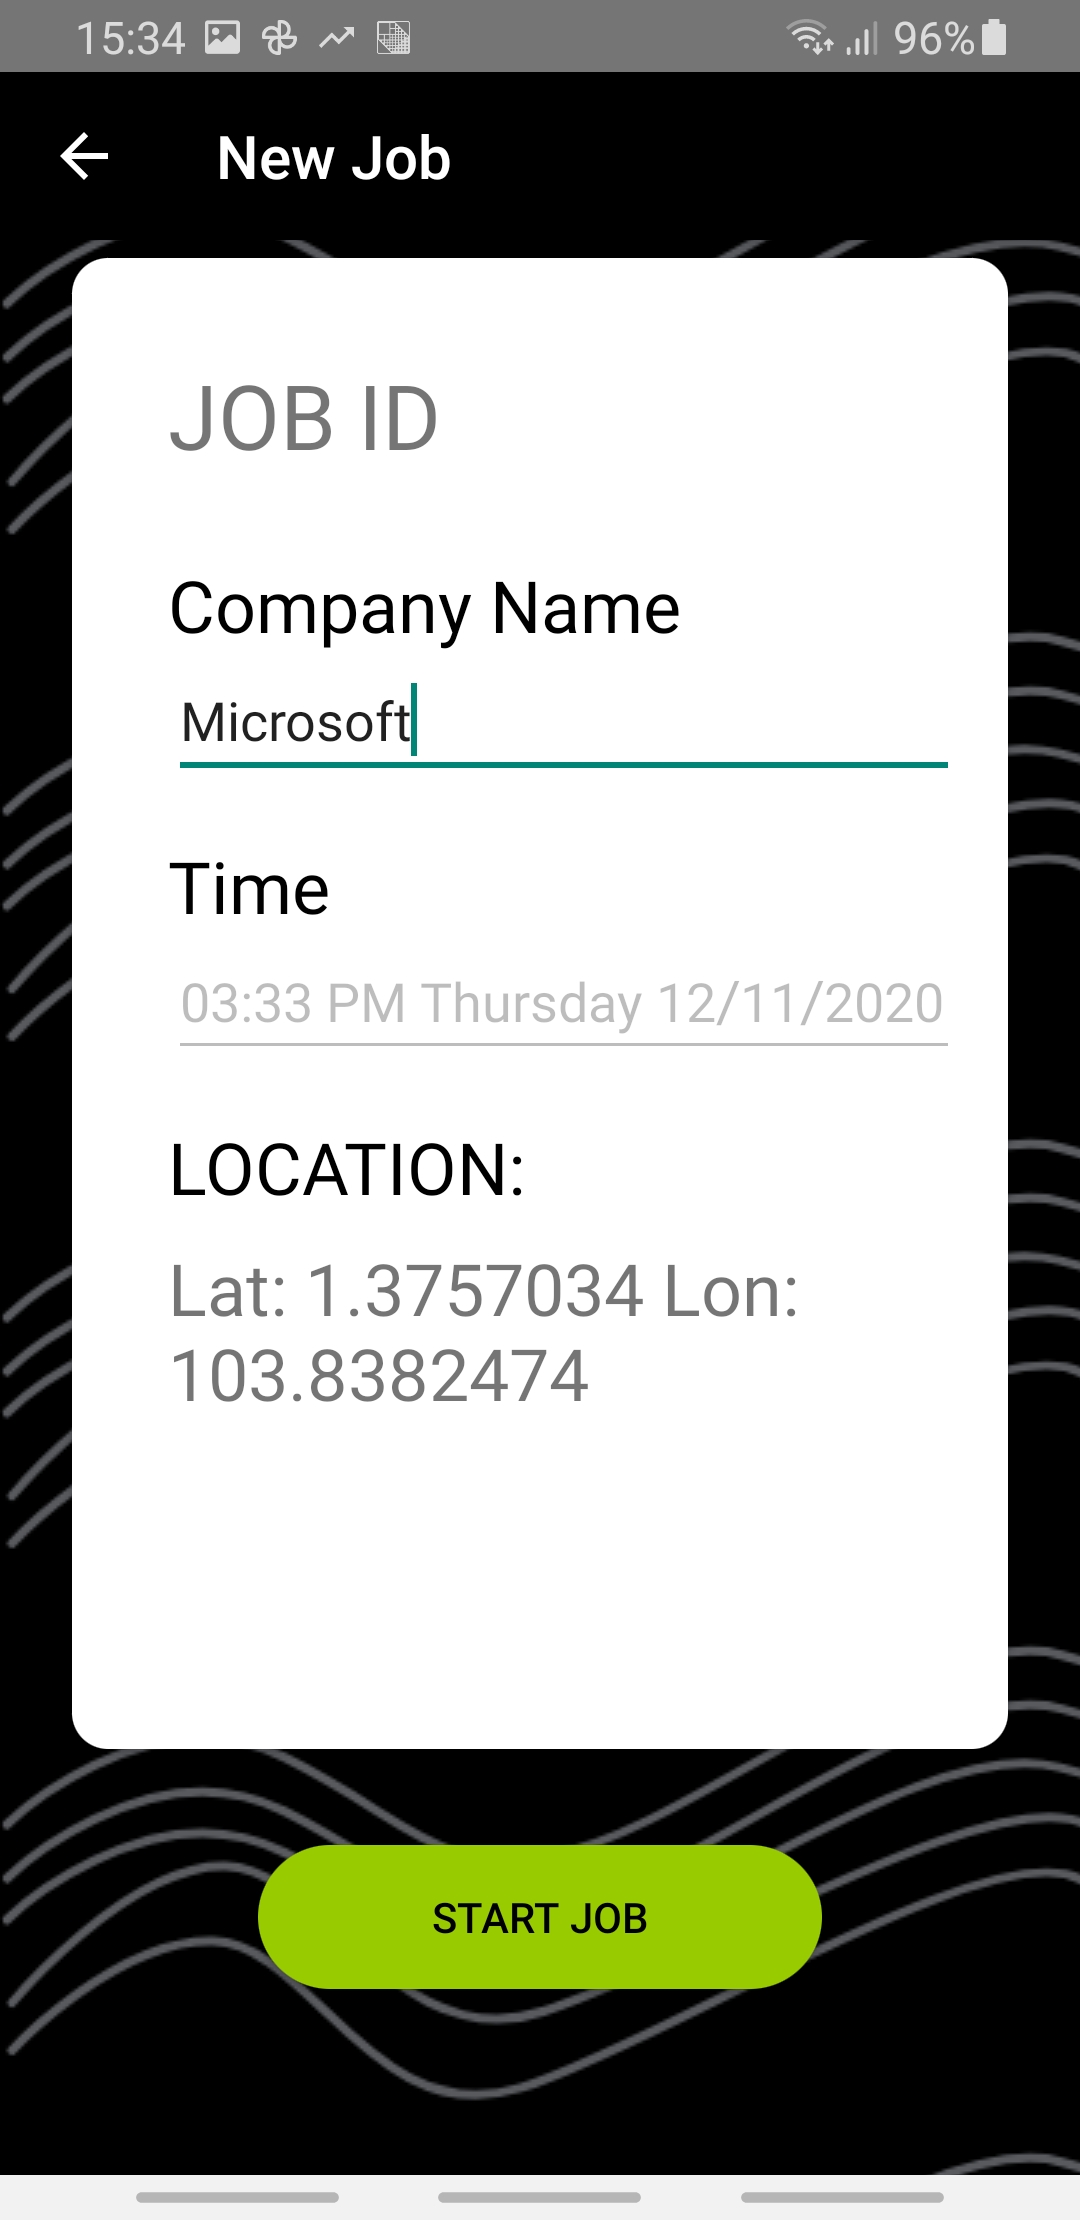 15:34 96%
New Job
JOB ID
Company Name
Microsoft
Time
03:33 PM Thursday 12/11/2020
LOCATION:
Lat: 1.3757034 Lon:
103.8382474
START JOB